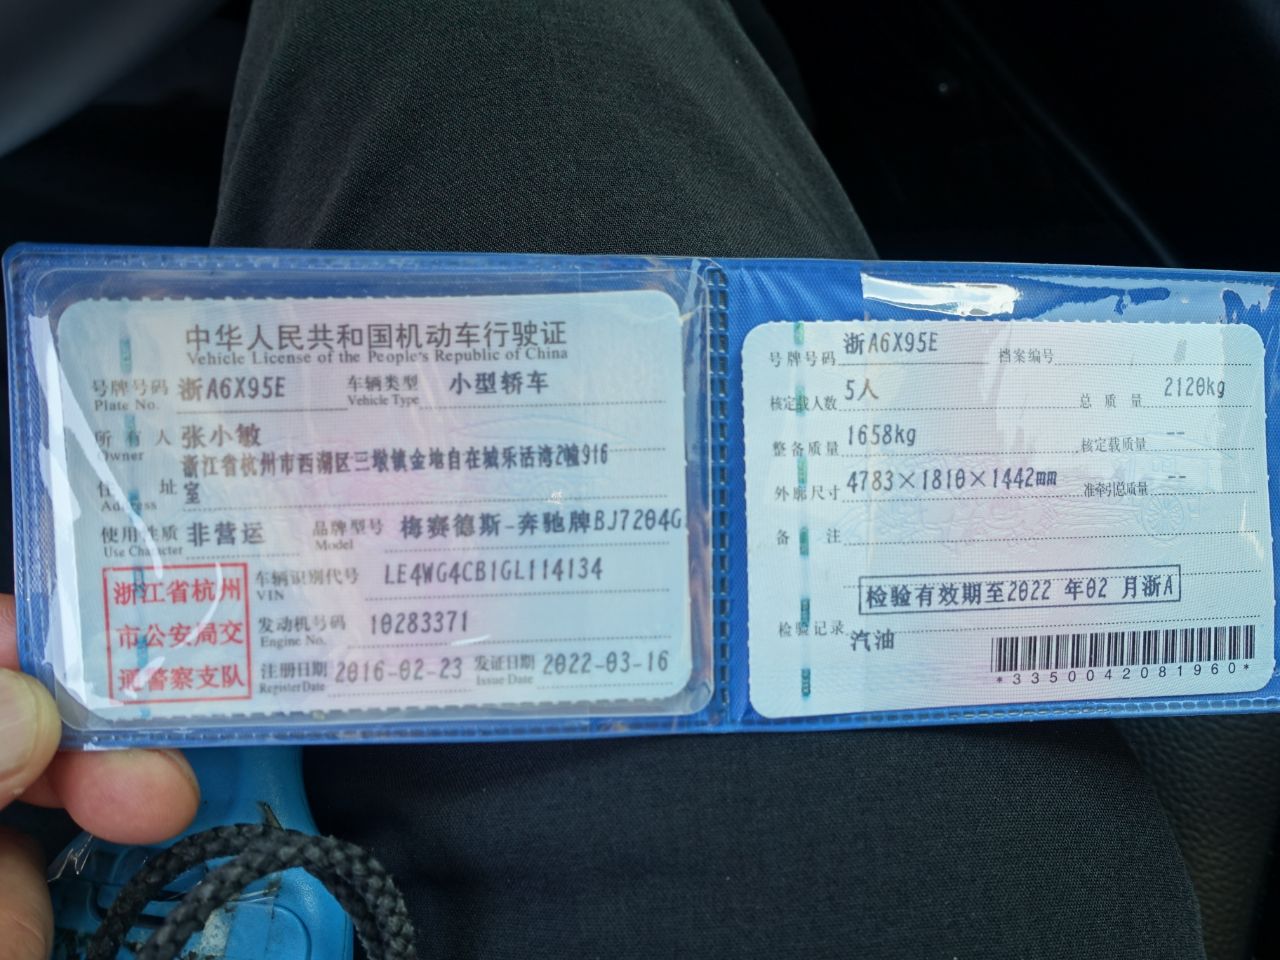 中华人民共和国机动车行驶证
Vehicle License of the People's Republic of China
号牌号码 浙A6X95E 车辆类型 小型轿车
Plate No. Vehicle Type
所有人 张小敏
Owner
浙江省杭州市西湖区三墩镇金地自在城乐活湾2幢916
住址 室
Address
使用性质 非营运 品牌型号 梅赛德斯-奔驰牌BJ7204G
Use Character Model
浙江省杭州
市公安局交
通警察支队
车辆识别代号 LE4WG4CB1GL114134
VIN
发动机号码 10283371
Engine No.
注册日期 2016-02-23 发证日期 2022-03-16
Register Date Issue Date
号牌号码 浙A6X95E 档案编号
核定载人数 5人 总质量 2120kg
整备质量 1658kg 核定载质量 --
外廓尺寸 4783×1810×1442mm 准牵引总质量 --
备注
检验有效期至2022 年02 月浙A
检验记录
汽油
*3350042081960*